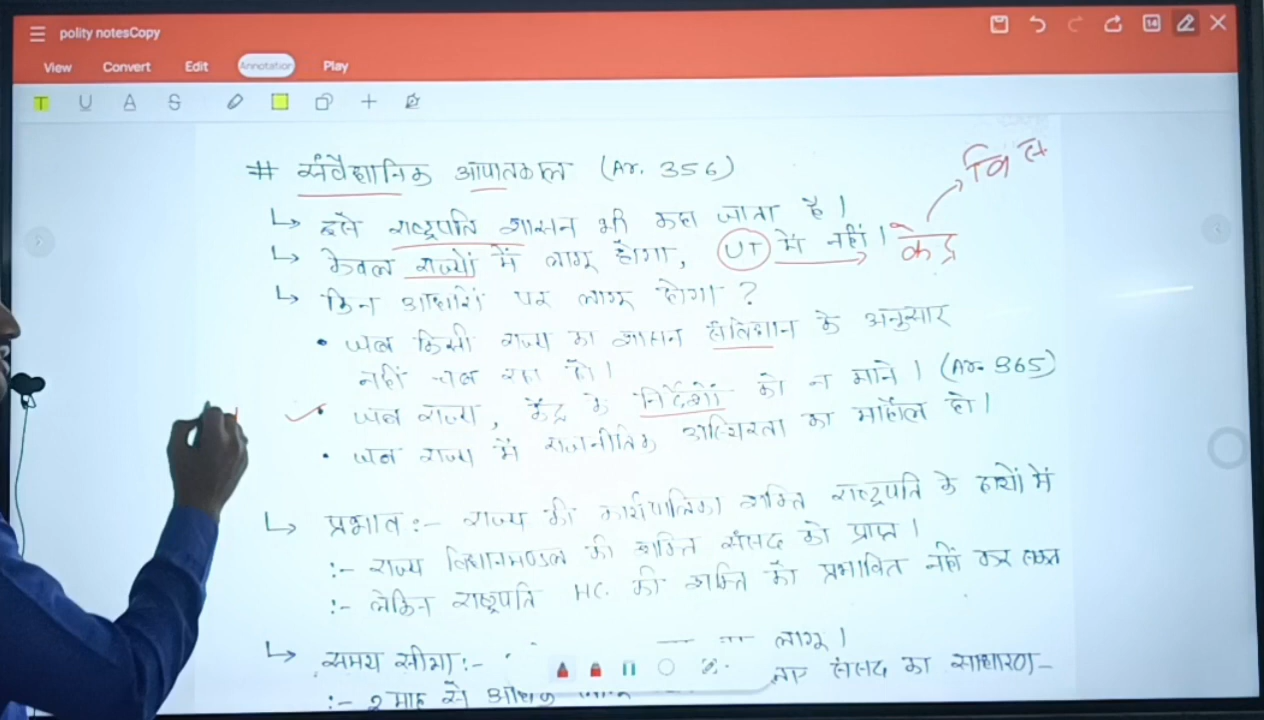 polity notesCopy
View Convert Edit Annotation Play
T U A S
14
# संवैधानिक आपातकाल (Ar. 356)
↳ इसे राष्ट्रपति शासन भी कहा जाता है।
↳ केवल राज्यों में लागू होगा, UT में नहीं। केंद्र
↳ किन आधारों पर लागू होगा?
• जब किसी राज्य का शासन संविधान के अनुसार
नहीं चल रहा हो।
• जब राज्य, केंद्र के निर्देशों को न माने। (Ar. 365)
• जब राज्य में राजनीतिक अस्थिरता का माहौल हो।
↳ प्रभाव :- राज्य की कार्यपालिका शक्ति राष्ट्रपति के हाथों में
:- राज्य विधानमण्डल की शक्ति संसद को प्राप्त।
:- लेकिन राष्ट्रपति HC. की शक्ति को प्रभावित नहीं कर सकता
↳ समय सीमा :- लागू।
:- 2 माह से अधिक संसद का साधारण-